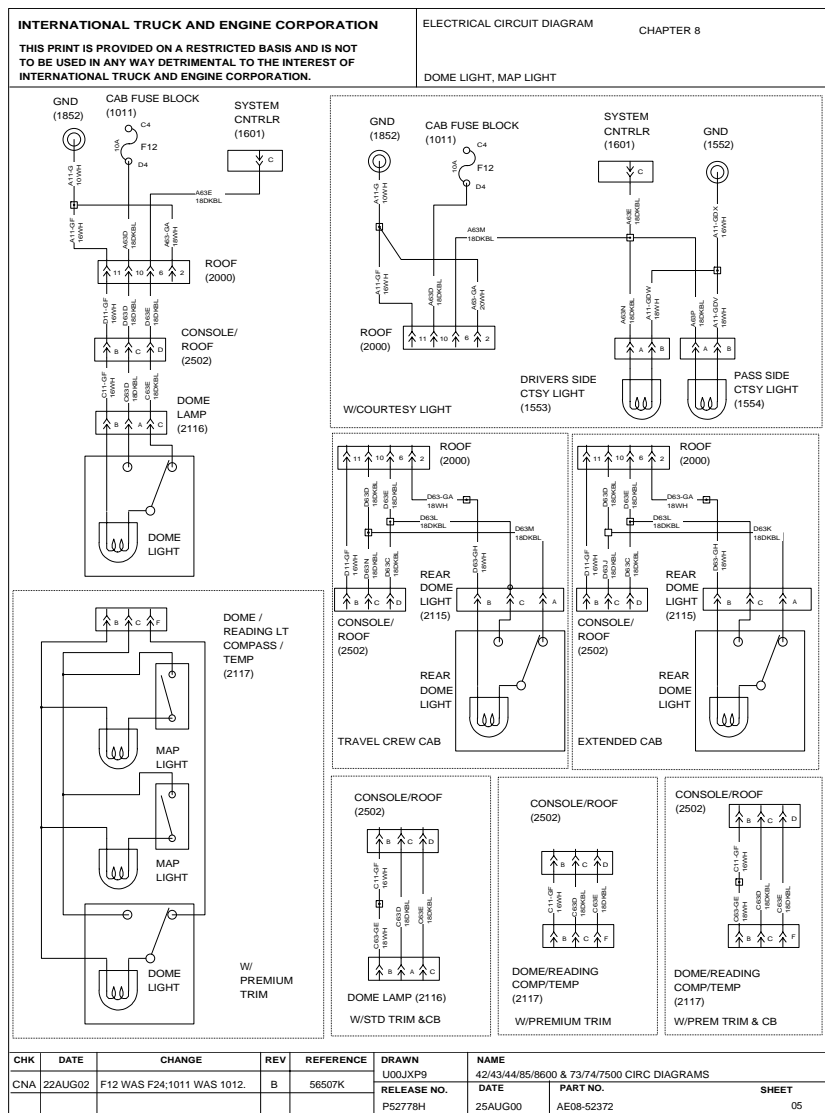 INTERNATIONAL TRUCK AND ENGINE CORPORATION
THIS PRINT IS PROVIDED ON A RESTRICTED BASIS AND IS NOT
TO BE USED IN ANY WAY DETRIMENTAL TO THE INTEREST OF
INTERNATIONAL TRUCK AND ENGINE CORPORATION.
ELECTRICAL CIRCUIT DIAGRAM
CHAPTER 8
DOME LIGHT, MAP LIGHT
GND
(1852)
CAB FUSE BLOCK
(1011)
C4
10A
F12
D4
SYSTEM
CNTRLR
(1601)
C
A11-G
10WH
A63E
18DKBL
A11-GF
16WH
A63D
18DKBL
A63-GA
18WH
11 10 6 2
ROOF
(2000)
D11-GF
16WH
D63D
18DKBL
D63E
18DKBL
CONSOLE/
ROOF
(2502)
B C D
C11-GF
16WH
C63D
18DKBL
C63E
18DKBL
DOME
LAMP
(2116)
B A C
DOME
LIGHT
GND
(1852)
CAB FUSE BLOCK
(1011)
C4
10A
F12
D4
SYSTEM
CNTRLR
(1601)
C
GND
(1552)
A11-G
10WH
A63M
18DKBL
A63E
18DKBL
A11-GDX
16WH
A11-GF
16WH
A63D
18DKBL
A63-GA
20WH
ROOF
(2000)
11 10 6 2
A63N
18DKBL
A11-GDW
18WH
A63P
18DKBL
A11-GDV
18WH
A B
A B
DRIVERS SIDE
CTSY LIGHT
(1553)
PASS SIDE
CTSY LIGHT
(1554)
W/COURTESY LIGHT
ROOF
(2000)
11 10 6 2
D63D
18DKBL
D63E
18DKBL
D63-GA
18WH
D63L
18DKBL
D63M
18DKBL
D11-GF
16WH
D63N
18DKBL
D63C
18DKBL
D63-GH
18WH
B C D
CONSOLE/
ROOF
(2502)
REAR
DOME
LIGHT
(2115)
B C A
REAR
DOME
LIGHT
TRAVEL CREW CAB
ROOF
(2000)
11 10 6 2
D63D
18DKBL
D63E
18DKBL
D63-GA
18WH
D63L
18DKBL
D63K
18DKBL
D11-GF
16WH
D63J
18DKBL
D63C
18DKBL
D63-GH
18WH
B C D
CONSOLE/
ROOF
(2502)
REAR
DOME
LIGHT
(2115)
B C A
REAR
DOME
LIGHT
EXTENDED CAB
B C F
DOME /
READING LT
COMPASS /
TEMP
(2117)
MAP
LIGHT
MAP
LIGHT
DOME
LIGHT
W/
PREMIUM
TRIM
CONSOLE/ROOF
(2502)
B C D
C11-GF
16WH
C63-GE
18WH
C63D
18DKBL
C63E
18DKBL
B A C
DOME LAMP (2116)
W/STD TRIM &CB
CONSOLE/ROOF
(2502)
B C D
C11-GF
16WH
C63D
18DKBL
C63E
18DKBL
B C F
DOME/READING
COMP/TEMP
(2117)
W/PREMIUM TRIM
CONSOLE/ROOF
(2502)
B C D
C11-GF
16WH
C63-GE
18WH
C63D
18DKBL
C63E
18DKBL
B C F
DOME/READING
COMP/TEMP
(2117)
W/PREM TRIM & CB
CHK DATE CHANGE REV REFERENCE
CNA 22AUG02 F12 WAS F24;1011 WAS 1012. B 56507K
DRAWN
U00JXP9
NAME
42/43/44/85/8600 & 73/74/7500 CIRC DIAGRAMS
RELEASE NO.
P52778H
DATE
25AUG00
PART NO.
AE08-52372
SHEET
05